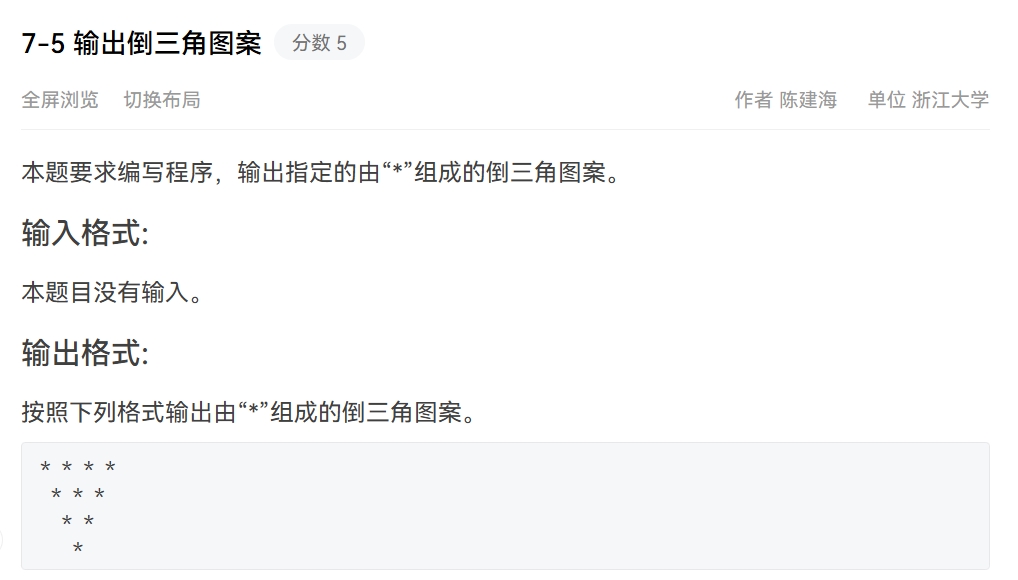 7-5 输出倒三角图案 分数 5
全屏浏览 切换布局 作者 陈建海 单位 浙江大学
本题要求编写程序，输出指定的由“*”组成的倒三角图案。
输入格式:
本题目没有输入。
输出格式:
按照下列格式输出由“*”组成的倒三角图案。
* * * *
 * * *
  * *
   *